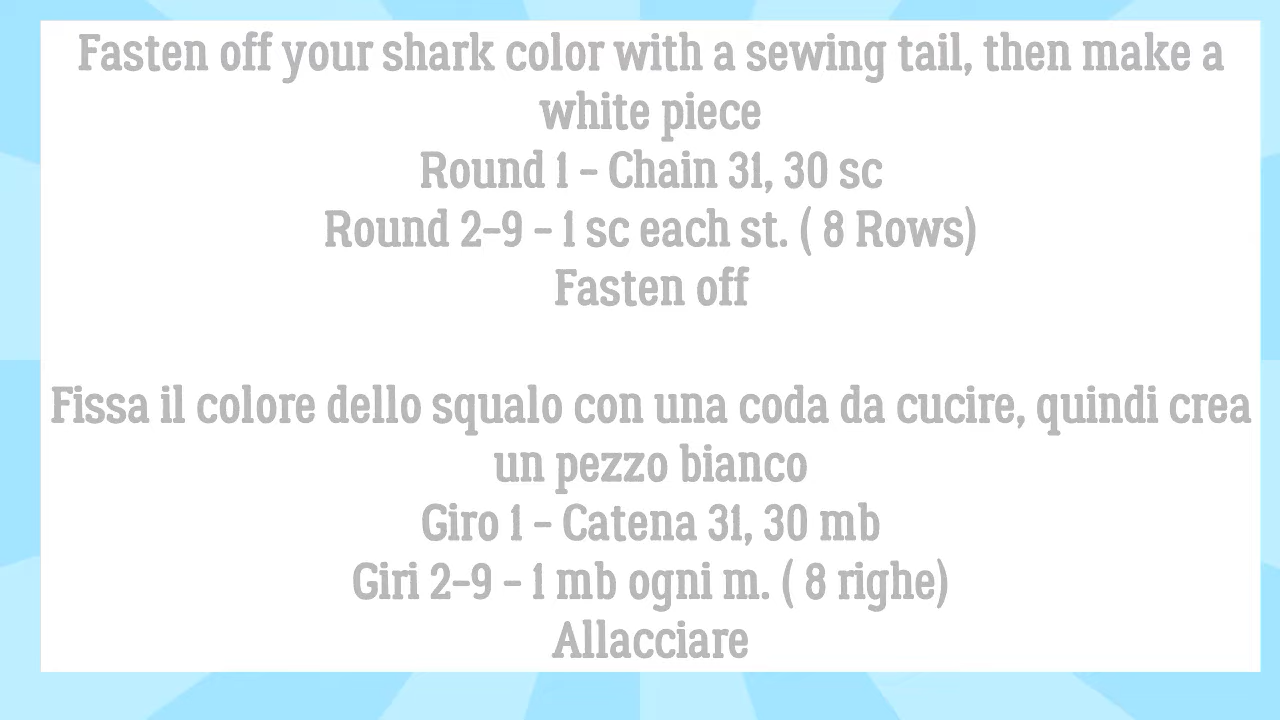 Fasten off your shark color with a sewing tail, then make a
white piece
Round 1 - Chain 31, 30 sc
Round 2-9 - 1 sc each st. ( 8 Rows)
Fasten off
Fissa il colore dello squalo con una coda da cucire, quindi crea
un pezzo bianco
Giro 1 - Catena 31, 30 mb
Giri 2-9 - 1 mb ogni m. ( 8 righe)
Allacciare